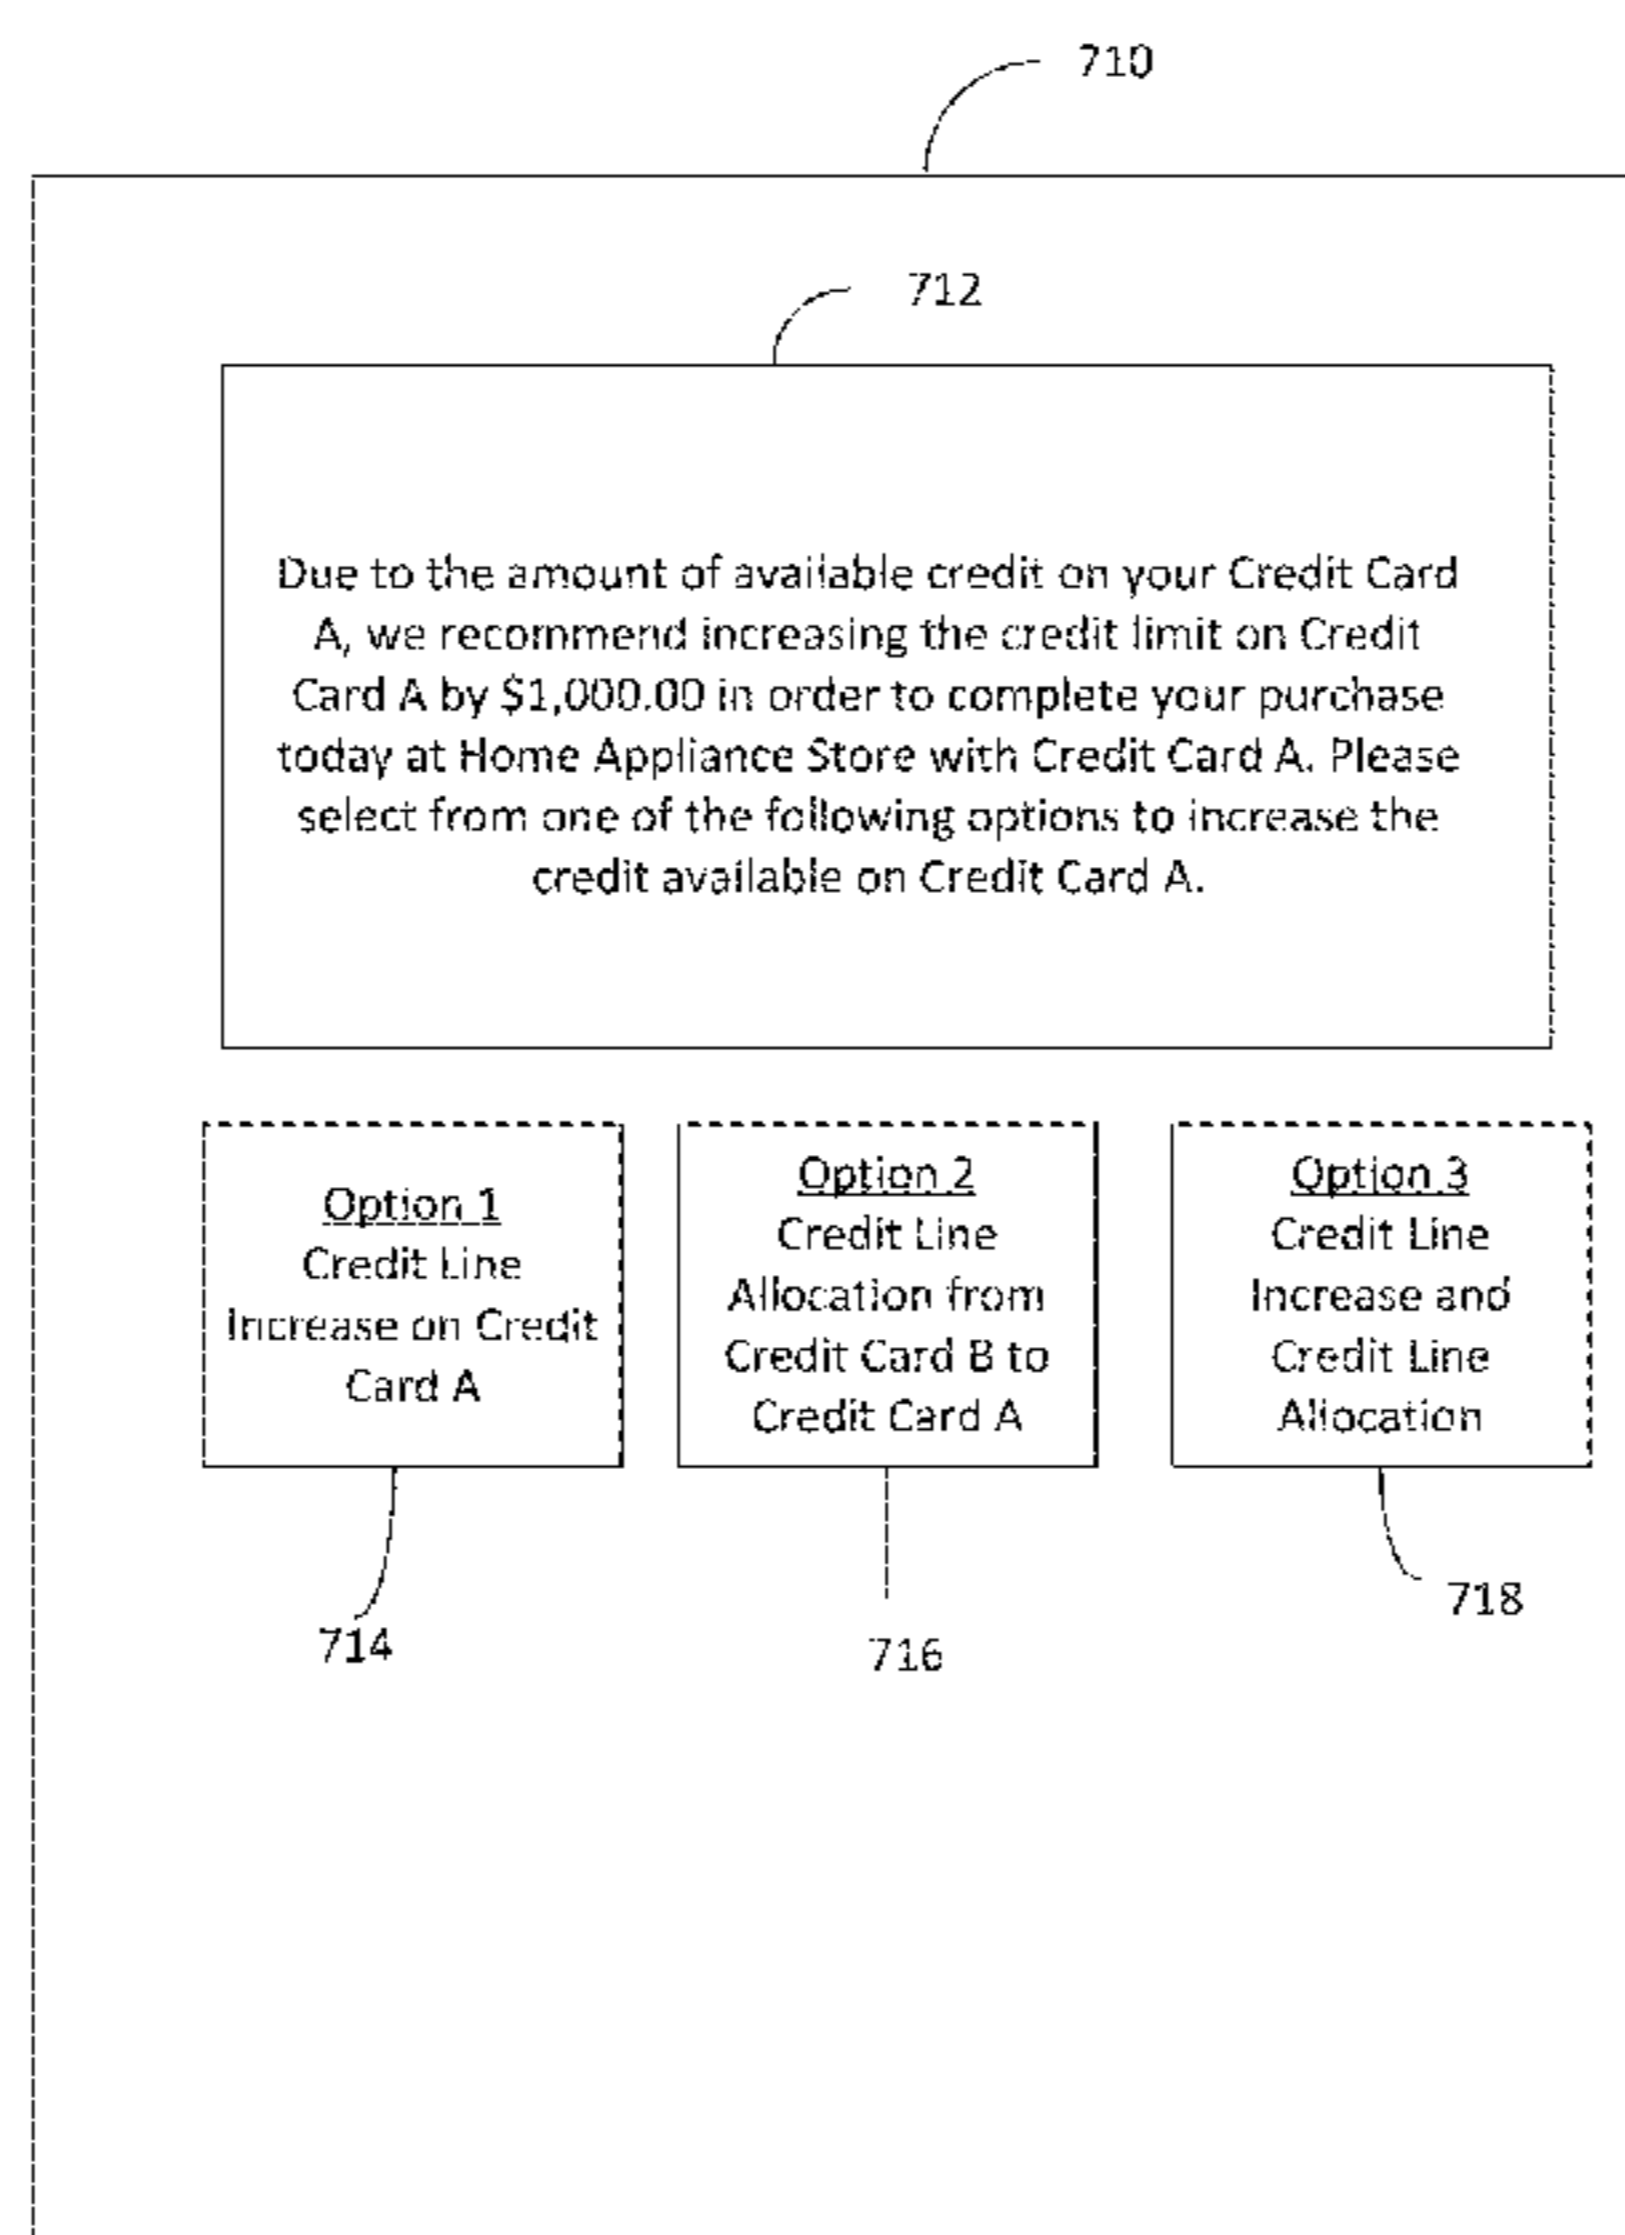 710
712
Due to the amount of available credit on your Credit Card
A, we recommend increasing the credit limit on Credit
Card A by $1,000.00 in order to complete your purchase
today at Home Appliance Store with Credit Card A. Please
select from one of the following options to increase the
credit available on Credit Card A.
Option 1
Credit Line
Increase on Credit
Card A
Option 2
Credit Line
Allocation from
Credit Card B to
Credit Card A
Option 3
Credit Line
Increase and
Credit Line
Allocation
714
716
718